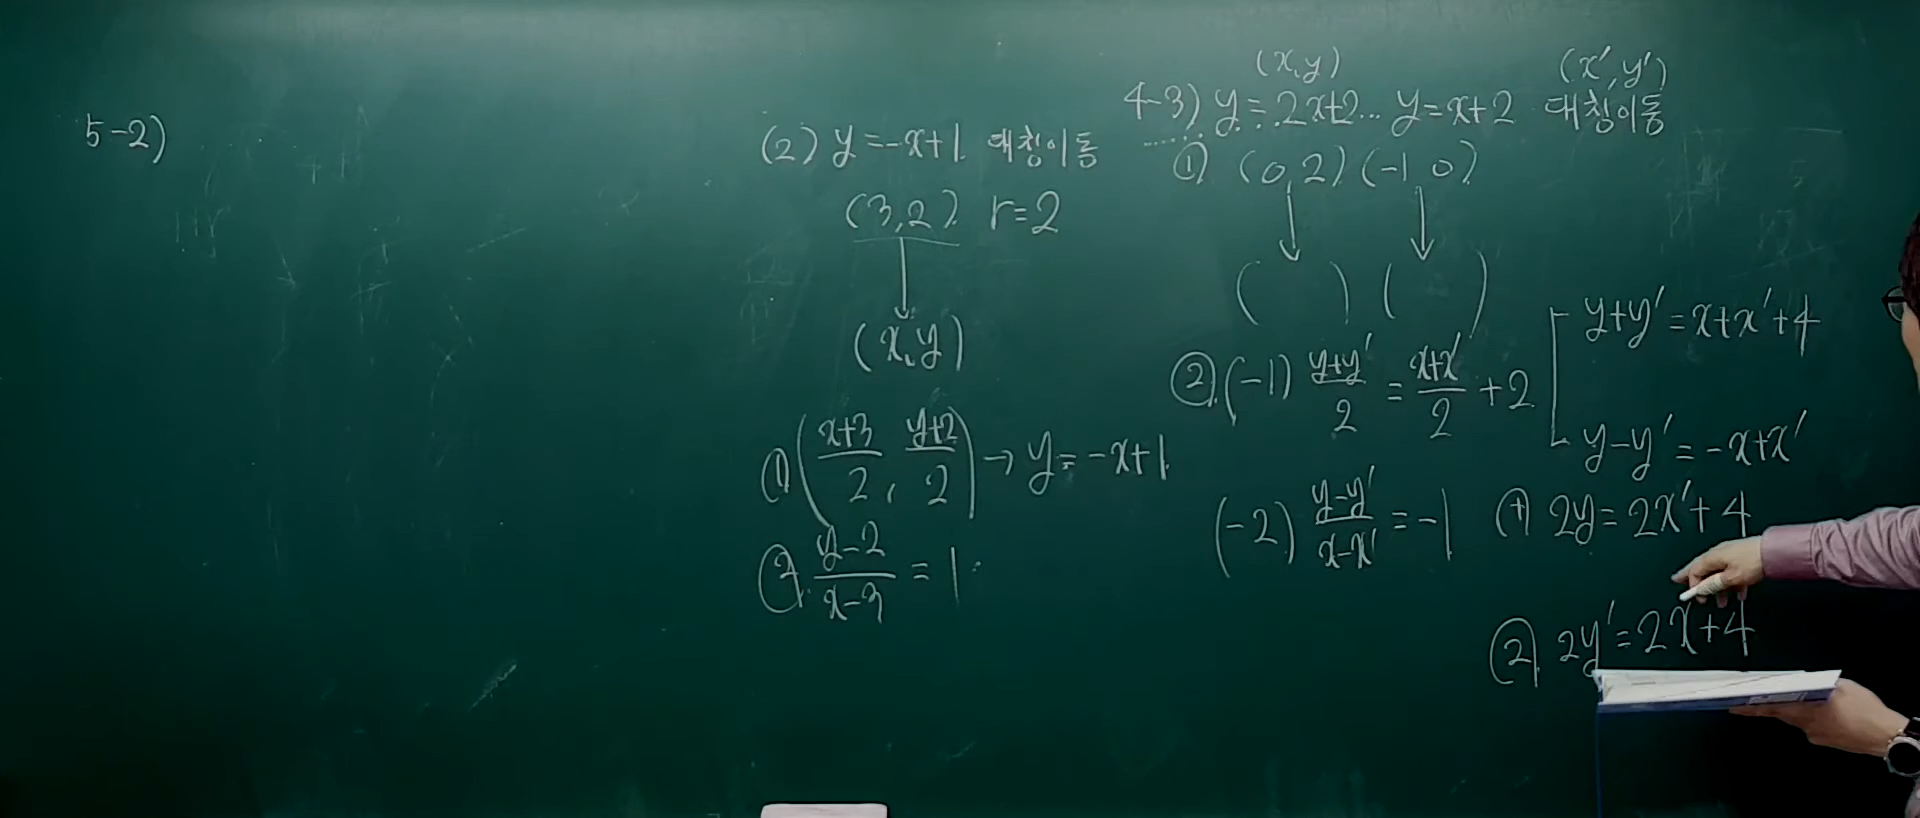 5-2)
(2) y=-x+1 대칭이동
(3,2) r=2
(x,y)
① (x+3/2, y+2/2) → y=-x+1
② y-2/x-3 = 1
(x,y) (x',y')
4-3) y=2x+2... y=x+2 대칭이동
① (0,2) (-1 0)
( ) ( )
② (-1) y+y'/2 = x+x'/2 +2
(-2) y-y'/x-x' = -1
y+y'=x+x'+4
y-y'=-x+x'
(+) 2y=2x'+4
② 2y'=2x+4